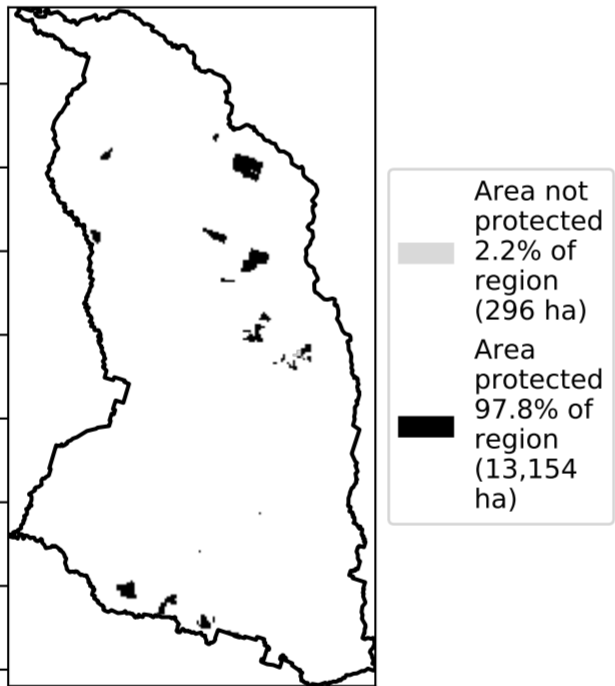 Area not
protected
2.2% of
region
(296 ha)
Area
protected
97.8% of
region
(13,154
ha)